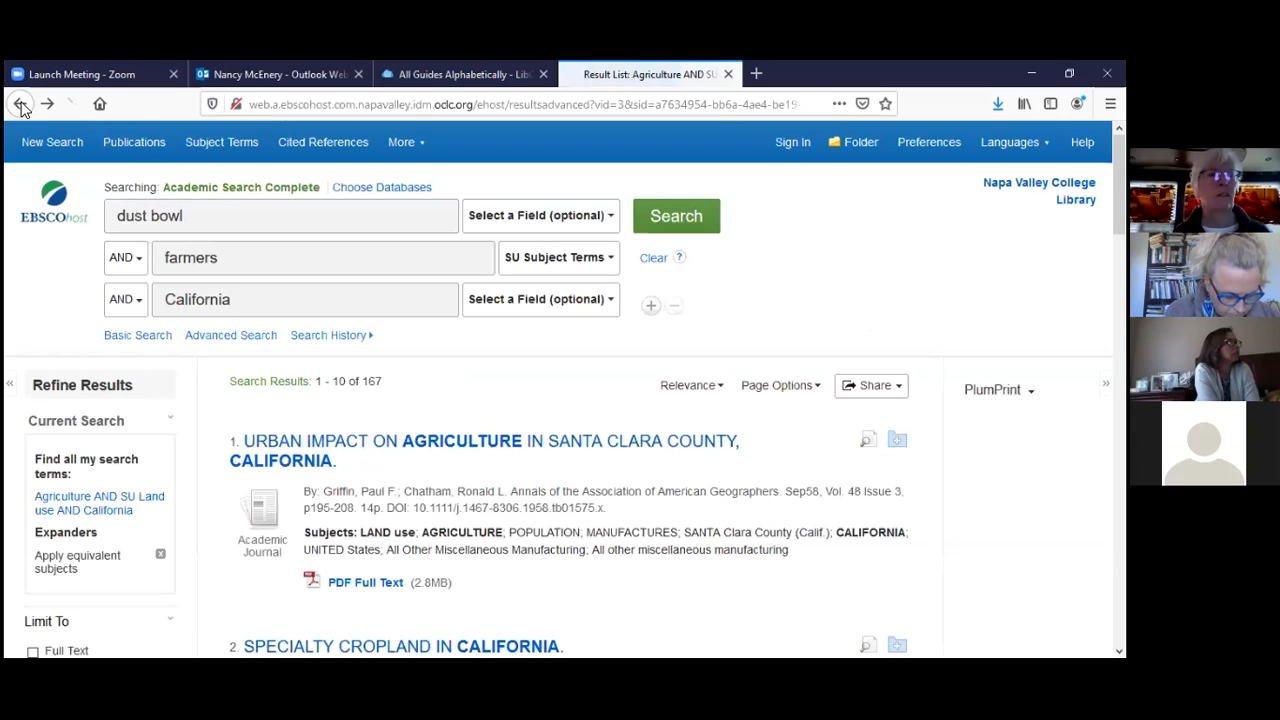 Launch Meeting - Zoom
Nancy McEnery - Outlook Web
All Guides Alphabetically - Lib
Result List: Agriculture AND SU
web.a.ebscohost.com.napavalley.idm.oclc.org/ehost/resultsadvanced?vid=3&sid=a7634954-bb6a-4ae4-be19-
New Search Publications Subject Terms Cited References More
Sign In Folder Preferences Languages Help
Searching: Academic Search Complete Choose Databases
Napa Valley College
Library
EBSCOhost
dust bowl Select a Field (optional) Search
AND farmers SU Subject Terms Clear ?
AND California Select a Field (optional)
Basic Search Advanced Search Search History
Refine Results
Current Search
Find all my search
terms:
Agriculture AND SU Land
use AND California
Expanders
Apply equivalent
subjects
Limit To
Full Text
Search Results: 1 - 10 of 167
Relevance Page Options Share
PlumPrint
1. URBAN IMPACT ON AGRICULTURE IN SANTA CLARA COUNTY,
CALIFORNIA.
By: Griffin, Paul F.; Chatham, Ronald L. Annals of the Association of American Geographers. Sep58, Vol. 48 Issue 3,
p195-208. 14p. DOI: 10.1111/j.1467-8306.1958.tb01575.x.
Academic
Journal
Subjects: LAND use; AGRICULTURE; POPULATION; MANUFACTURES; SANTA Clara County (Calif.); CALIFORNIA;
UNITED States; All Other Miscellaneous Manufacturing; All other miscellaneous manufacturing
PDF Full Text (2.8MB)
2. SPECIALTY CROPLAND IN CALIFORNIA.